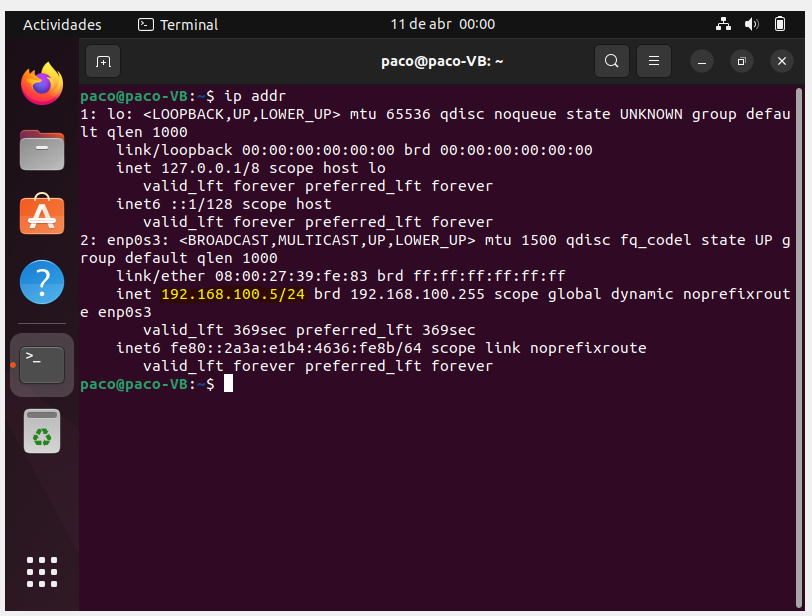 Actividades
Terminal
11 de abr 00:00
paco@paco-VB: ~
paco@paco-VB:~$ ip addr
1: lo: <LOOPBACK,UP,LOWER_UP> mtu 65536 qdisc noqueue state UNKNOWN group defau
lt qlen 1000
    link/loopback 00:00:00:00:00:00 brd 00:00:00:00:00:00
    inet 127.0.0.1/8 scope host lo
       valid_lft forever preferred_lft forever
    inet6 ::1/128 scope host
       valid_lft forever preferred_lft forever
2: enp0s3: <BROADCAST,MULTICAST,UP,LOWER_UP> mtu 1500 qdisc fq_codel state UP g
roup default qlen 1000
    link/ether 08:00:27:39:fe:83 brd ff:ff:ff:ff:ff:ff
    inet 192.168.100.5/24 brd 192.168.100.255 scope global dynamic noprefixrout
e enp0s3
       valid_lft 369sec preferred_lft 369sec
    inet6 fe80::2a3a:e1b4:4636:fe8b/64 scope link noprefixroute
       valid_lft forever preferred_lft forever
paco@paco-VB:~$